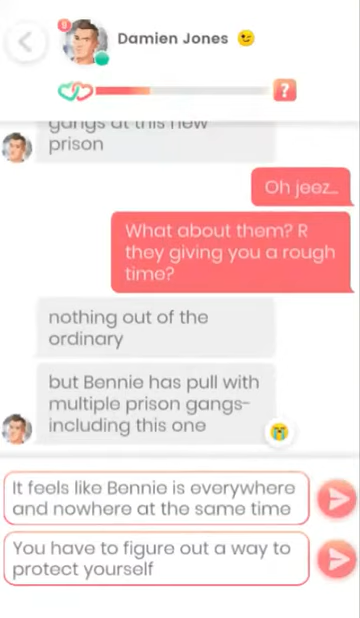 9
Damien Jones
?
gangs at this new
prison
Oh jeez...
What about them? R
they giving you a rough
time?
nothing out of the
ordinary
but Bennie has pull with
multiple prison gangs-
including this one
It feels like Bennie is everywhere
and nowhere at the same time
You have to figure out a way to
protect yourself